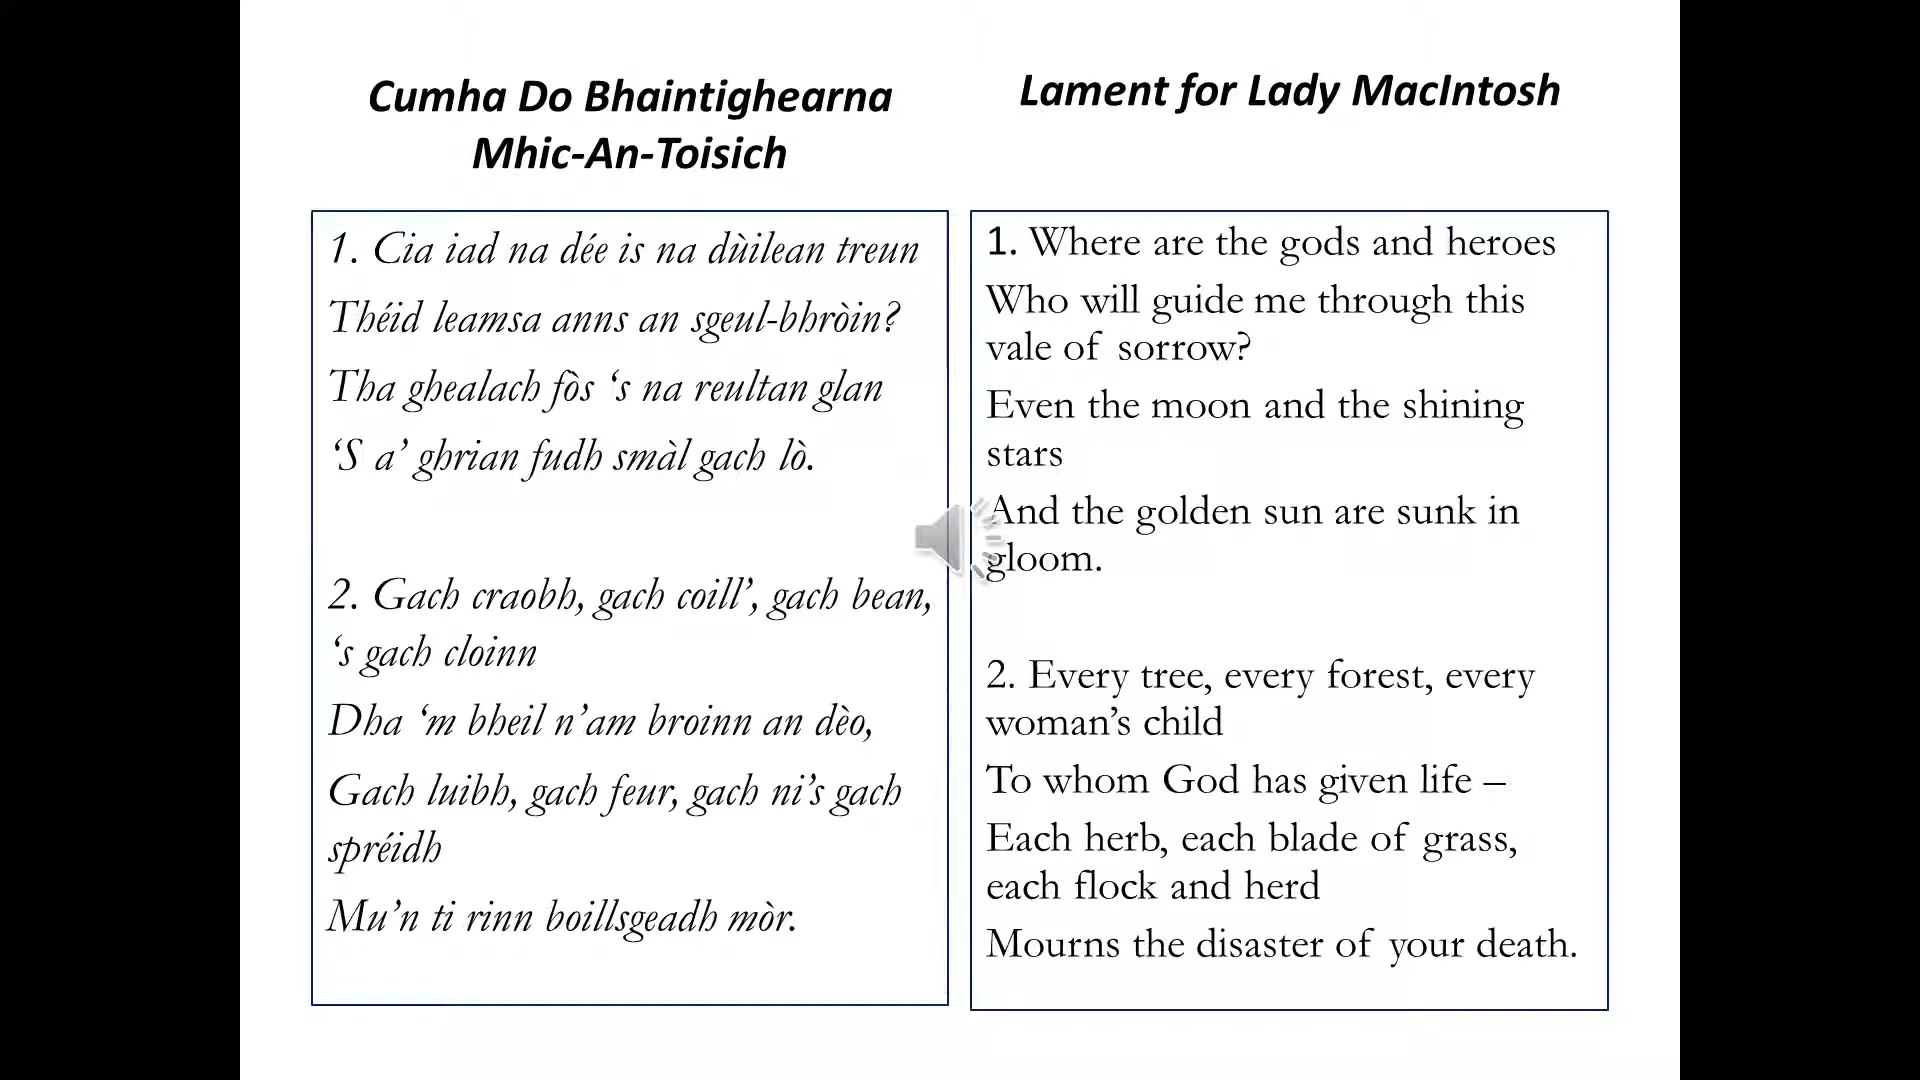 Cumha Do Bhaintighearna
Mhic-An-Toisich
1. Cia iad na dée is na dùilean treun
Théid leamsa anns an sgeul-bhròin?
Tha ghealach fòs ‘s na reultan glan
‘S a’ ghrian fudh smàl gach lò.
2. Gach craobh, gach coill’, gach bean,
‘s gach cloinn
Dha ‘m bheil n’am broinn an dèo,
Gach luibh, gach feur, gach ni’s gach
spréidh
Mu’n ti rinn boillsgeadh mòr.
Lament for Lady MacIntosh
1. Where are the gods and heroes
Who will guide me through this
vale of sorrow?
Even the moon and the shining
stars
And the golden sun are sunk in
gloom.
2. Every tree, every forest, every
woman’s child
To whom God has given life –
Each herb, each blade of grass,
each flock and herd
Mourns the disaster of your death.